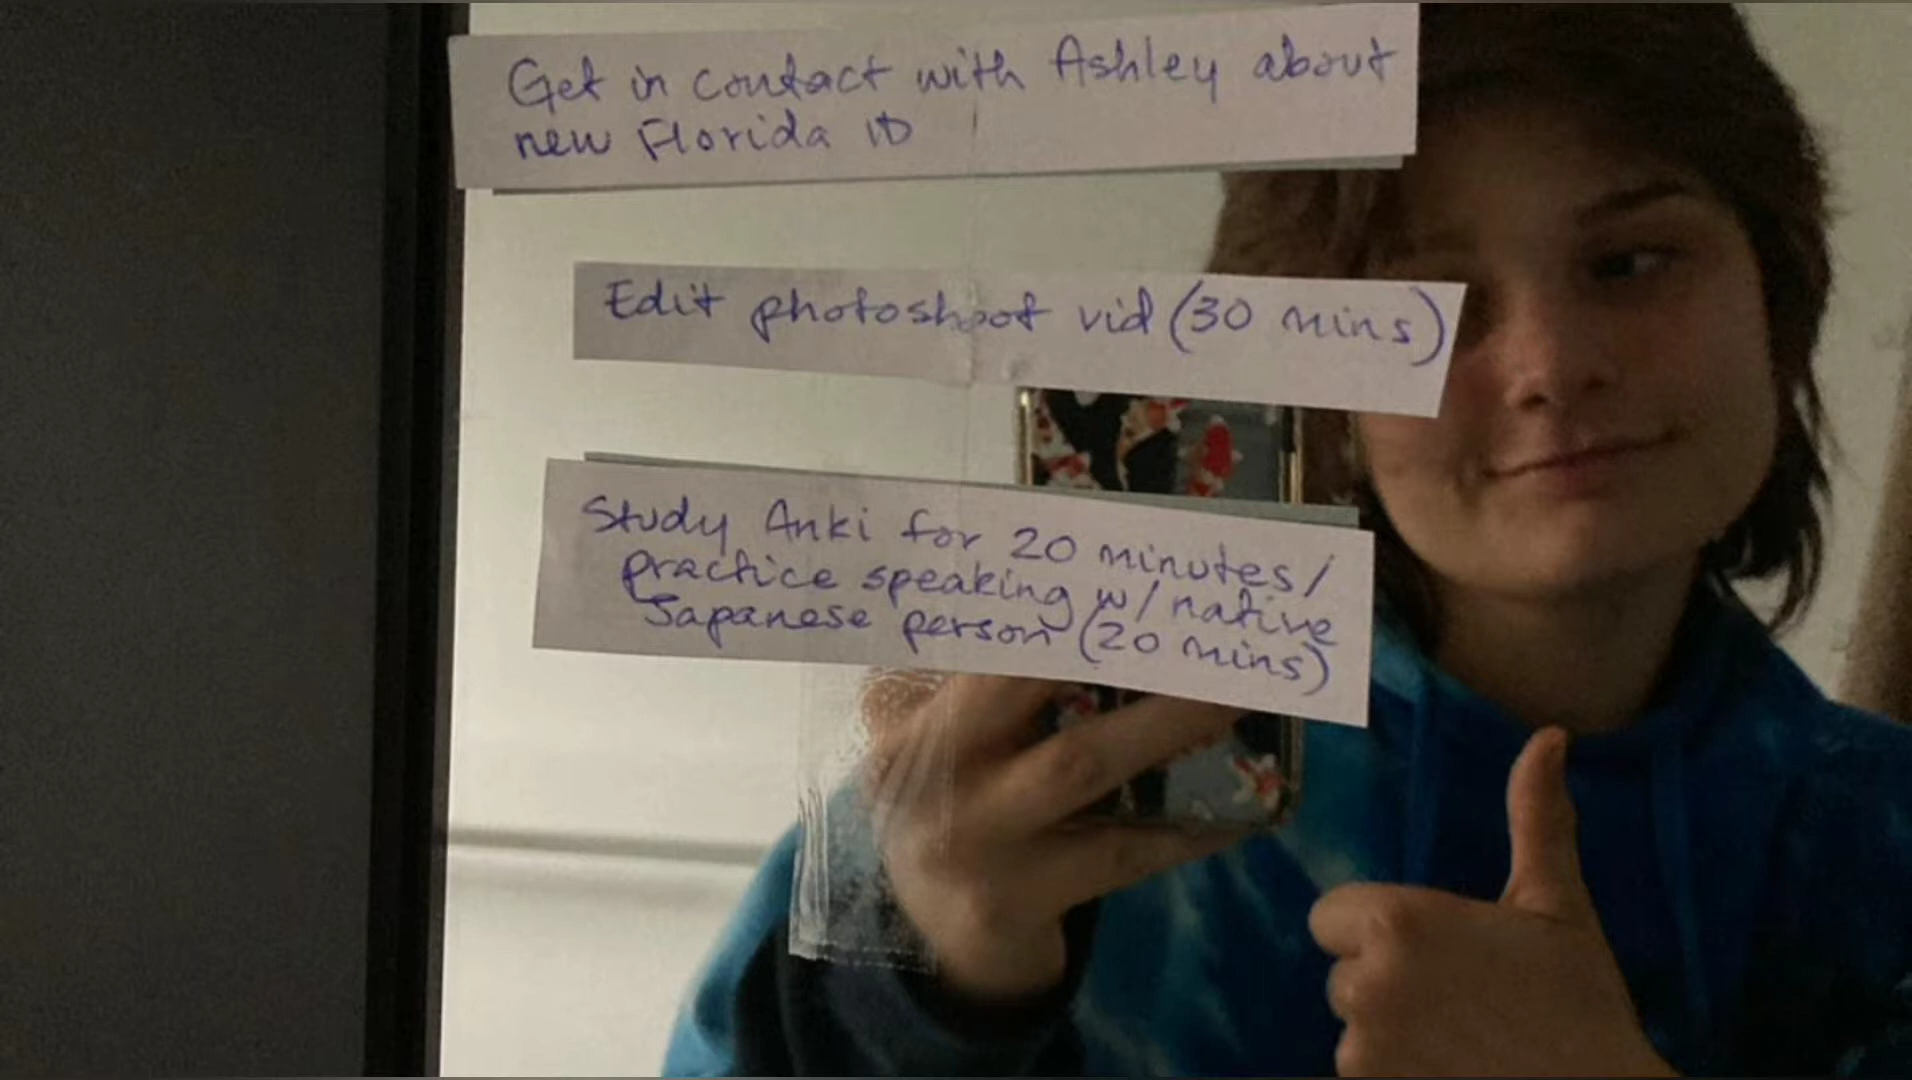 Get in contact with Ashley about
new Florida ID
Edit photoshoot vid (30 mins)
Study Anki for 20 minutes/
practice speaking w/ native
Japanese person (20 mins)